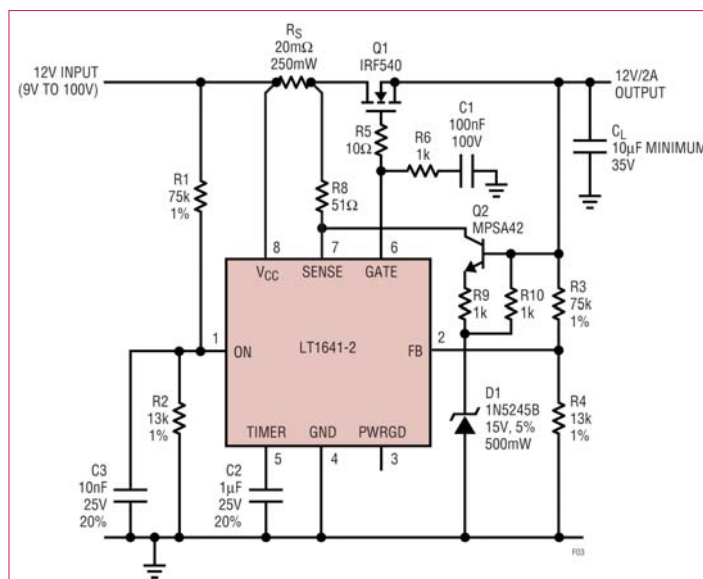 RS
20mΩ
250mW
Q1
IRF540
12V INPUT
(9V TO 100V)
12V/2A
OUTPUT
R5
10Ω
R6
1k
C1
100nF
100V
CL
10µF MINIMUM
35V
R1
75k
1%
R8
51Ω
Q2
MPSA42
8
7
6
VCC
SENSE
GATE
R9
1k
R10
1k
R3
75k
1%
1
ON
LT1641-2
FB
2
R2
13k
1%
D1
1N5245B
15V, 5%
500mW
R4
13k
1%
TIMER
GND
PWRGD
5
4
3
C3
10nF
25V
20%
C2
1µF
25V
20%
F03